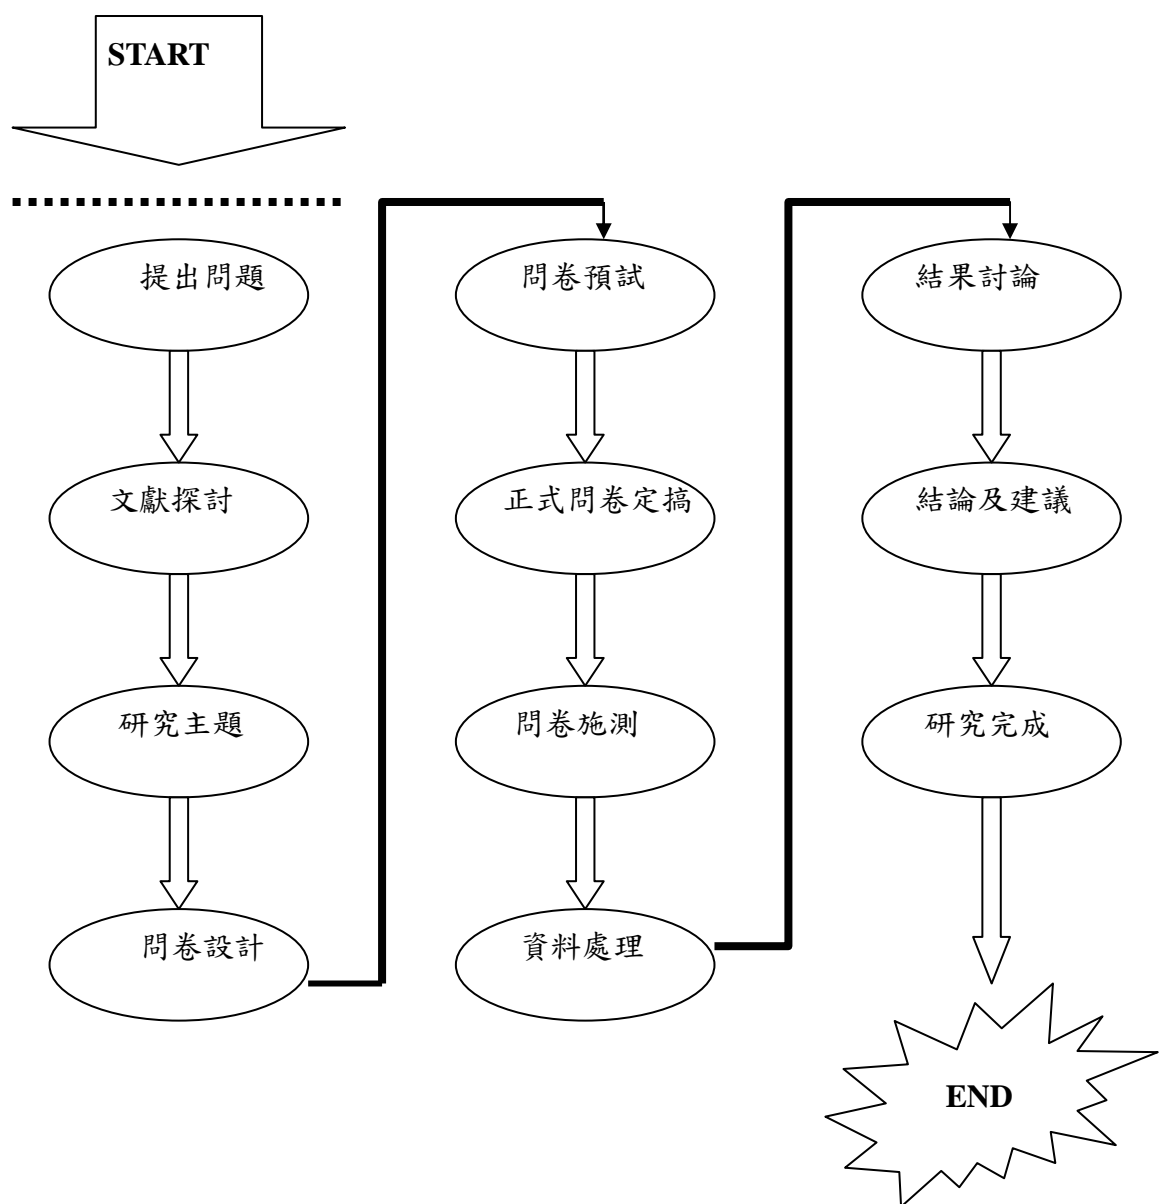 START
提出問題
文獻探討
研究主題
問卷設計
問卷預試
正式問卷定搞
問卷施測
資料處理
結果討論
結論及建議
研究完成
END